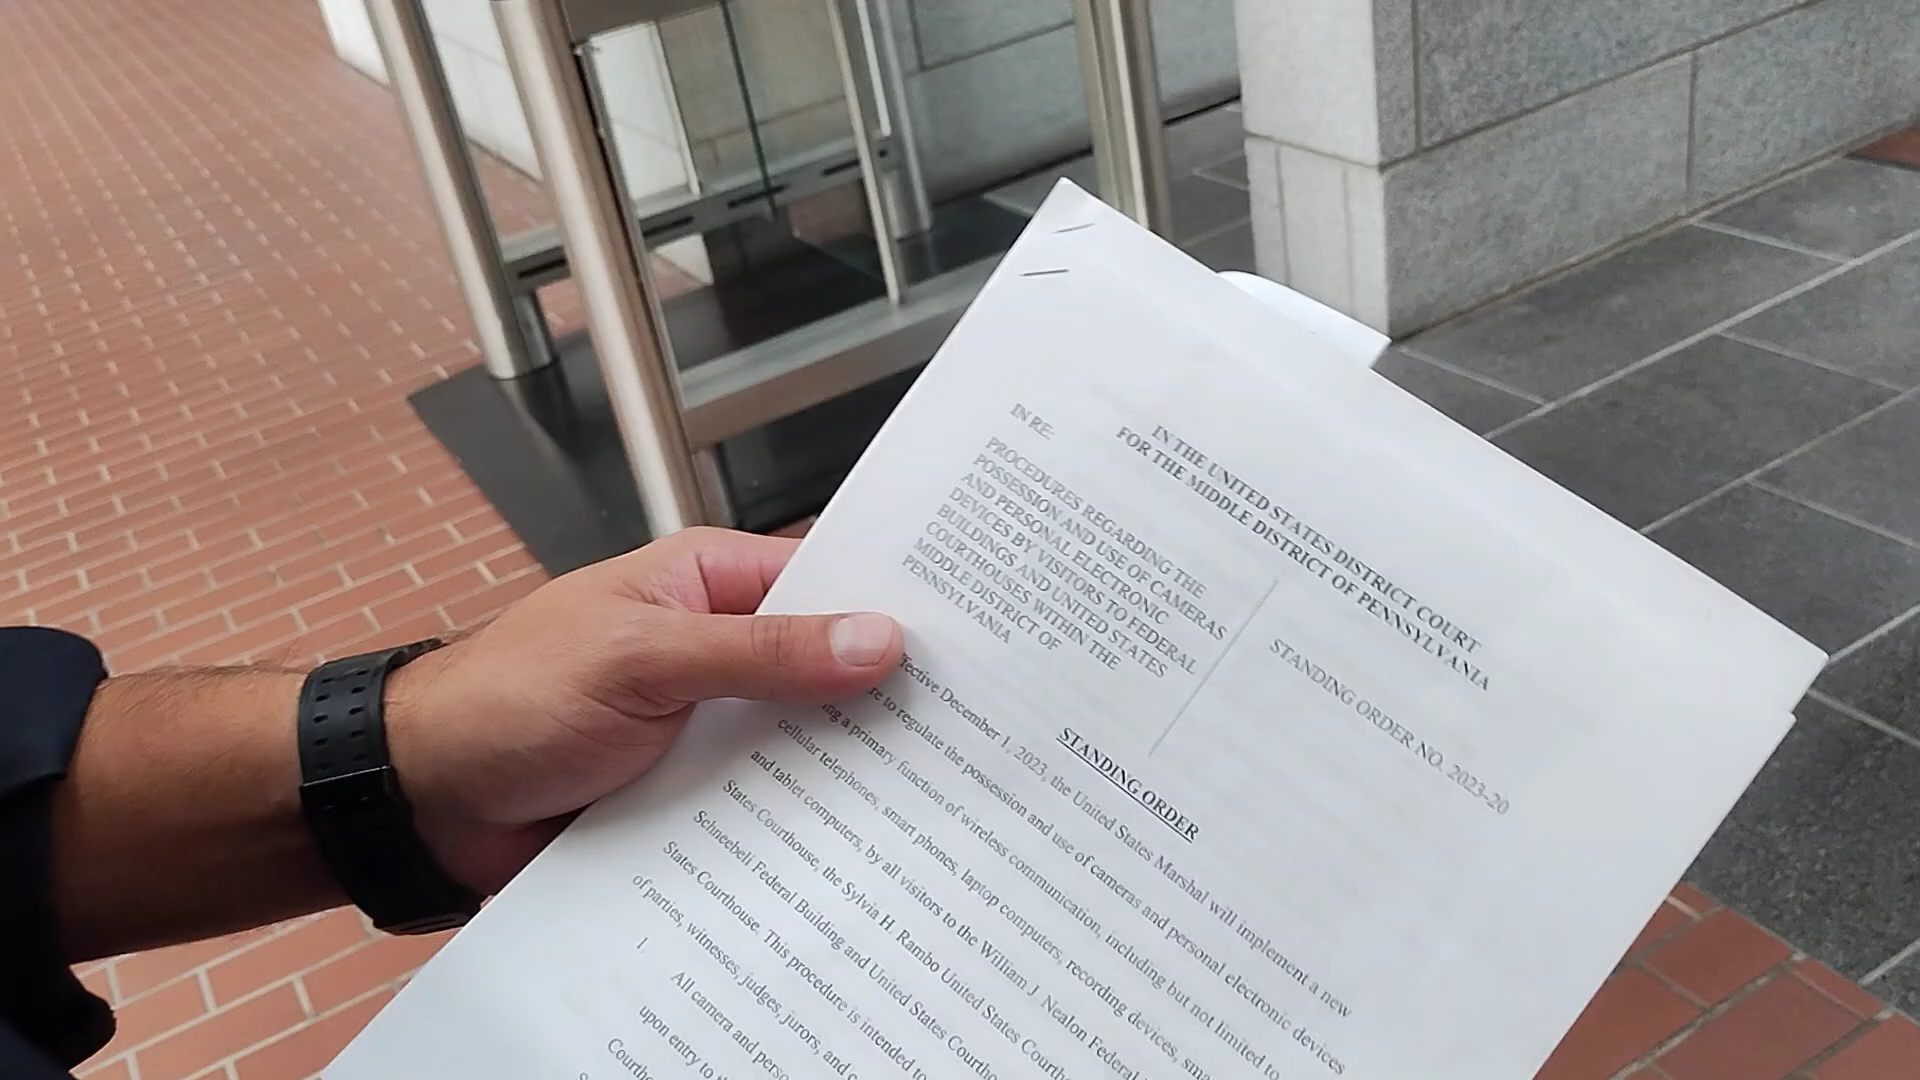 IN THE UNITED STATES DISTRICT COURT
FOR THE MIDDLE DISTRICT OF PENNSYLVANIA
IN RE:
PROCEDURES REGARDING THE
POSSESSION AND USE OF CAMERAS
AND PERSONAL ELECTRONIC
DEVICES BY VISITORS TO FEDERAL
BUILDINGS AND UNITED STATES
COURTHOUSES WITHIN THE
MIDDLE DISTRICT OF
PENNSYLVANIA
STANDING ORDER NO. 2023-20
STANDING ORDER
fective December 1, 2023, the United States Marshal will implement a new
re to regulate the possession and use of cameras and personal electronic devices
ing a primary function of wireless communication, including but not limited to
cellular telephones, smart phones, laptop computers, recording devices, sma
and tablet computers, by all visitors to the William J. Nealon Federal
States Courthouse, the Sylvia H. Rambo United States Courtho
Schneebeli Federal Building and United States Courtho
States Courthouse. This procedure is intended to
of parties, witnesses, judges, jurors, and c
1. All camera and perso
upon entry to th
Courtho